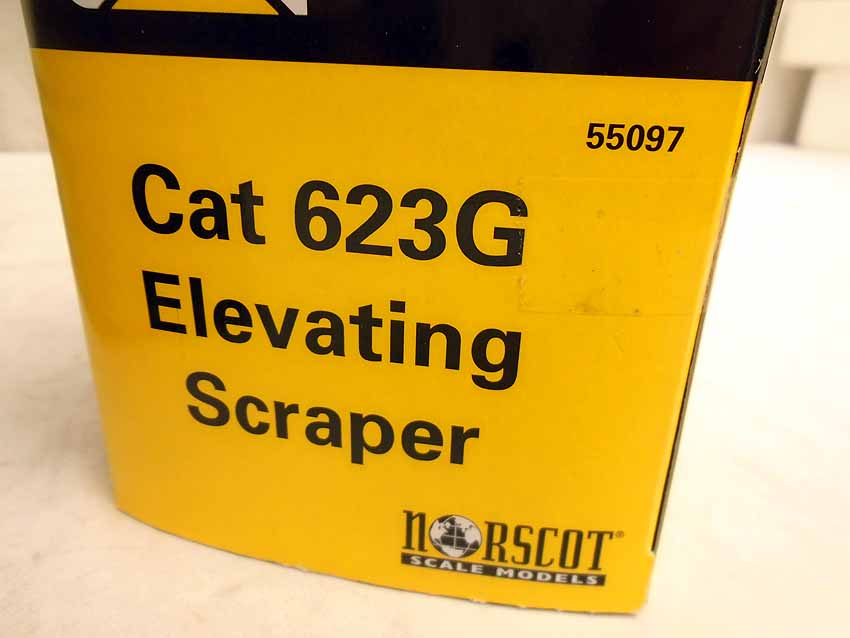 55097
Cat 623G
Elevating
Scraper
NORSCOT®
SCALE MODELS